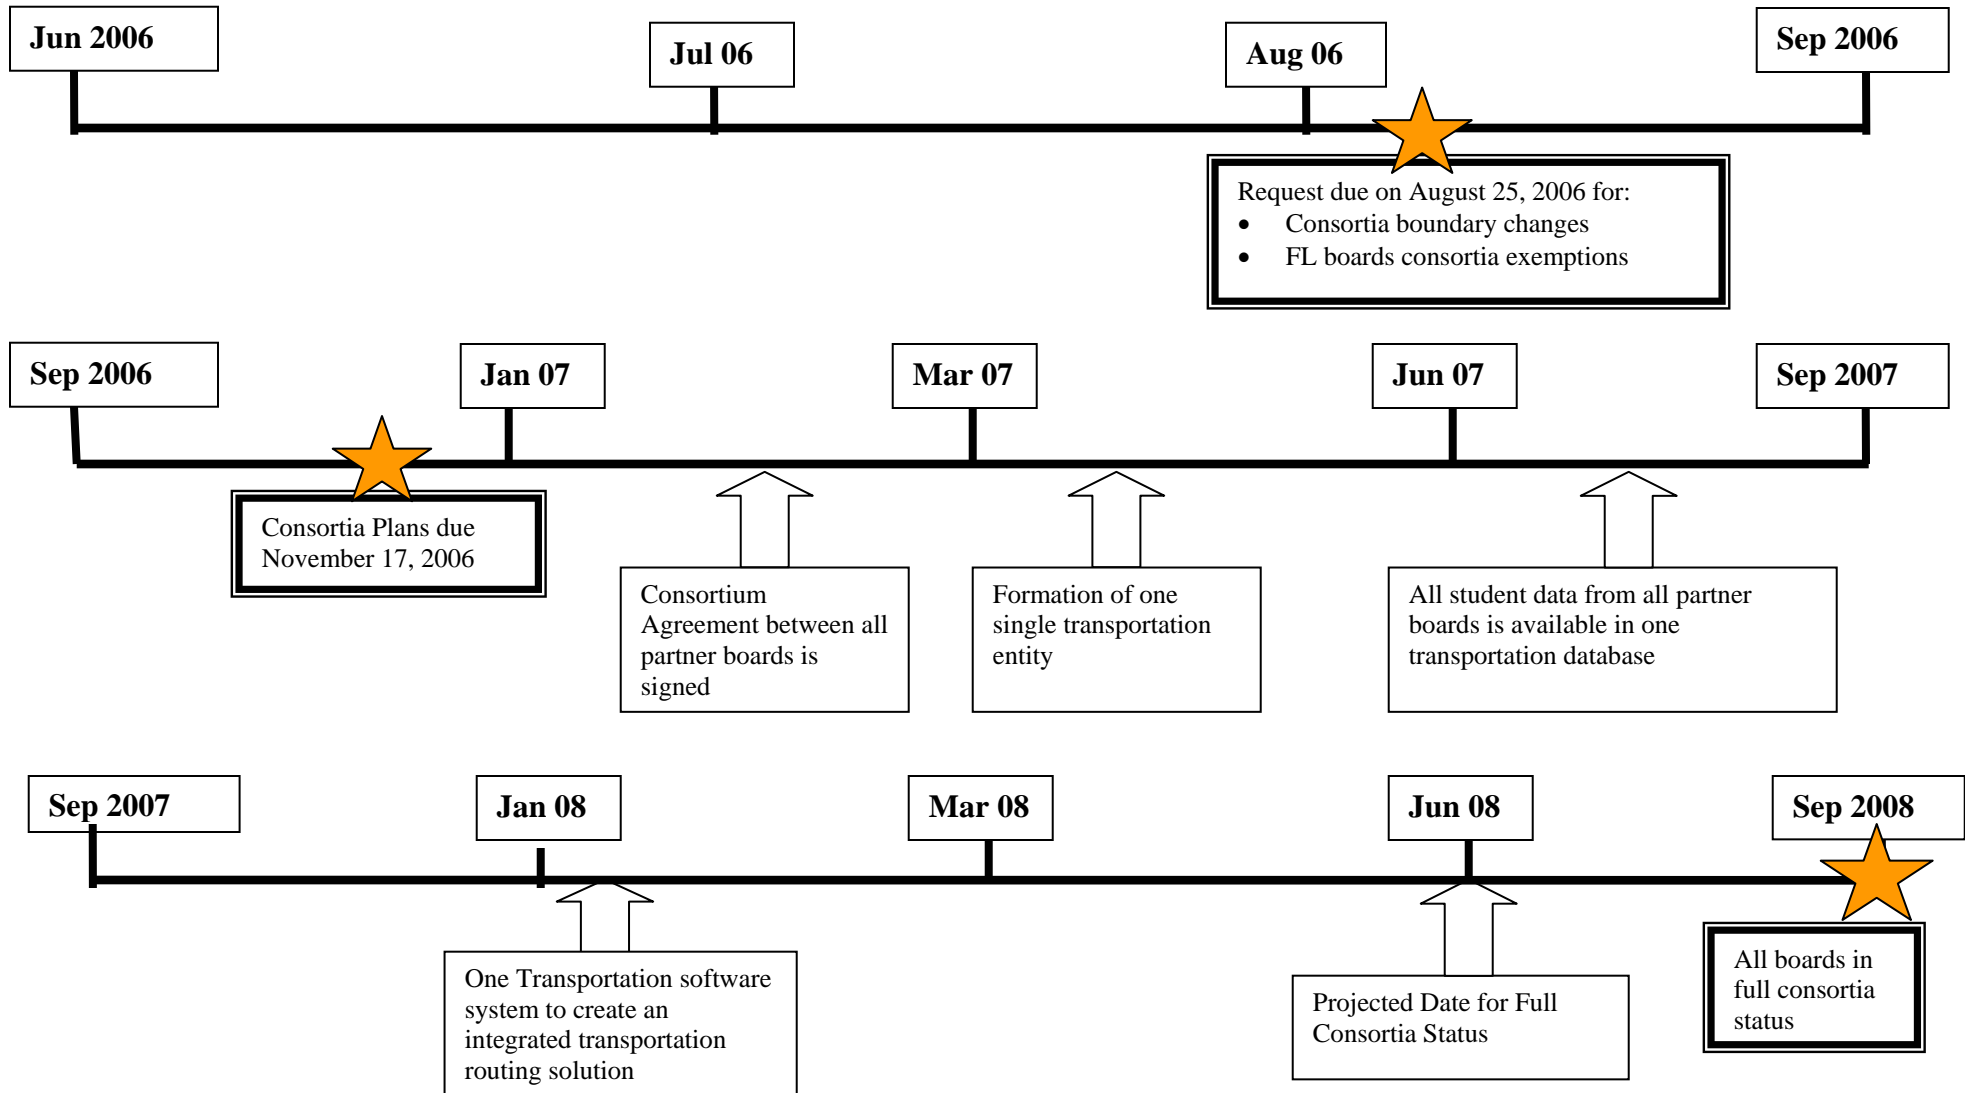 Jun 2006
Jul 06
Aug 06
Sep 2006
Request due on August 25, 2006 for:
• Consortia boundary changes
• FL boards consortia exemptions
Sep 2006
Jan 07
Mar 07
Jun 07
Sep 2007
Consortia Plans due
November 17, 2006
Consortium
Agreement between all
partner boards is
signed
Formation of one
single transportation
entity
All student data from all partner
boards is available in one
transportation database
Sep 2007
Jan 08
Mar 08
Jun 08
Sep 2008
One Transportation software
system to create an
integrated transportation
routing solution
Projected Date for Full
Consortia Status
All boards in
full consortia
status